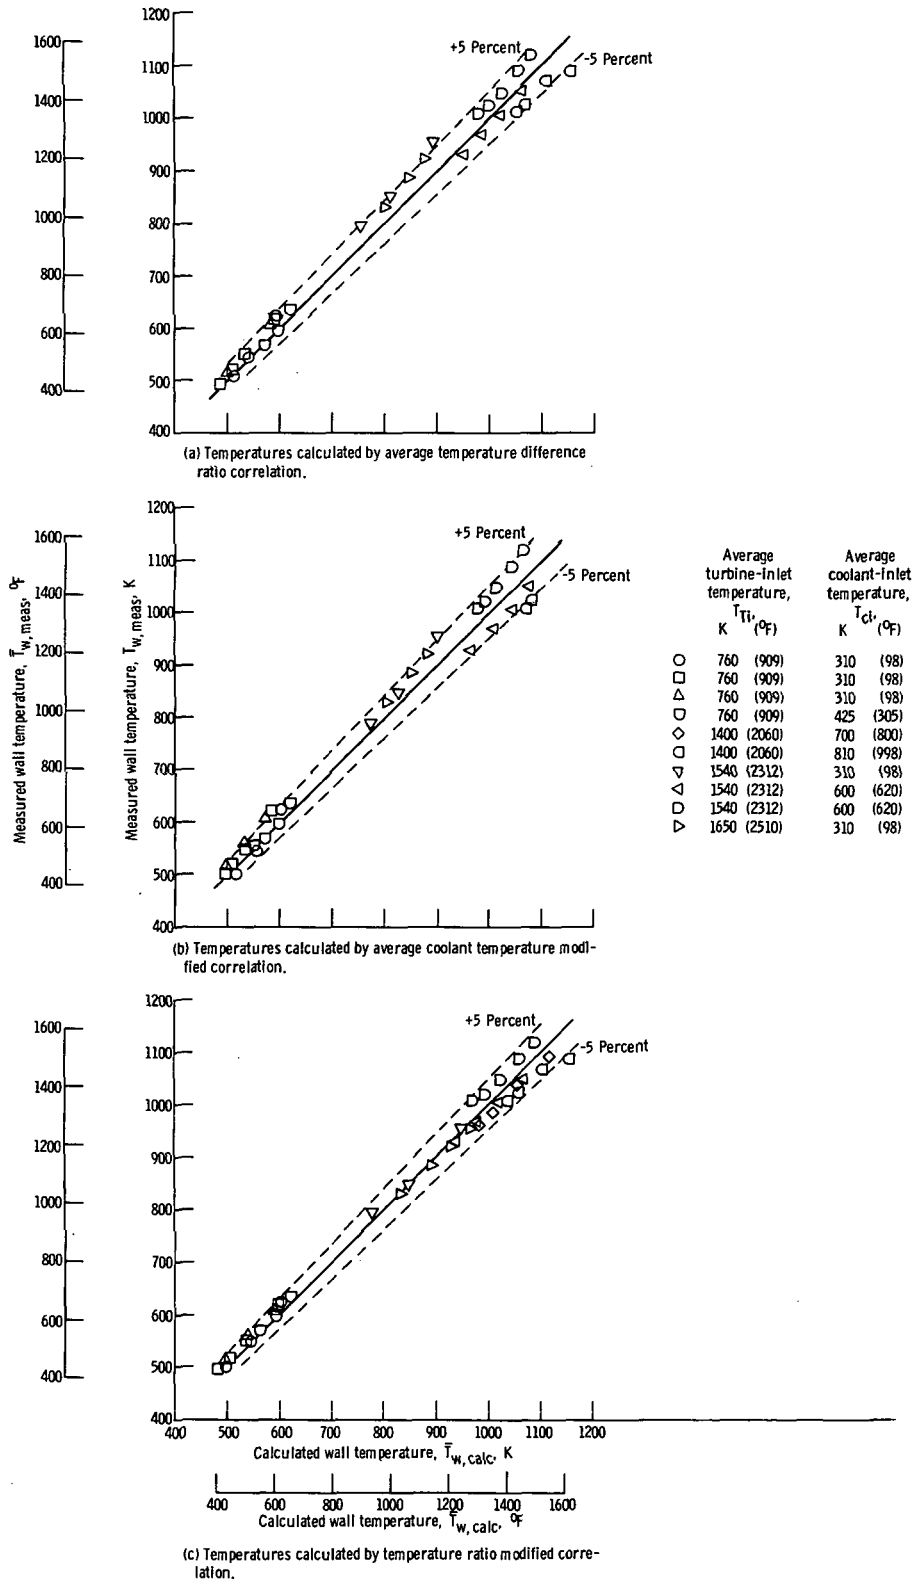 1200
1100
1000
900
800
700
600
500
400
1600
1400
1200
1000
800
600
400
+5 Percent
-5 Percent
(a) Temperatures calculated by average temperature difference
ratio correlation.
Measured wall temperature, T̅w, meas, °F
Measured wall temperature, T̅w, meas, K
1200
1100
1000
900
800
700
600
500
400
1600
1400
1200
1000
800
600
400
+5 Percent
-5 Percent
(b) Temperatures calculated by average coolant temperature modi-
fied correlation.
Average Average
turbine-inlet coolant-inlet
temperature, temperature,
TTi, Tci,
K (°F) K (°F)
760 (909) 310 (98)
760 (909) 310 (98)
760 (909) 310 (98)
760 (909) 425 (305)
1400 (2060) 700 (800)
1400 (2060) 810 (998)
1540 (2312) 310 (98)
1540 (2312) 600 (620)
1540 (2312) 600 (620)
1650 (2510) 310 (98)
1200
1100
1000
900
800
700
600
500
400
1600
1400
1200
1000
800
600
400
+5 Percent
-5 Percent
400 500 600 700 800 900 1000 1100 1200
Calculated wall temperature, T̅w, calc, K
400 600 800 1000 1200 1400 1600
Calculated wall temperature, T̅w, calc, °F
(c) Temperatures calculated by temperature ratio modified corre-
lation.